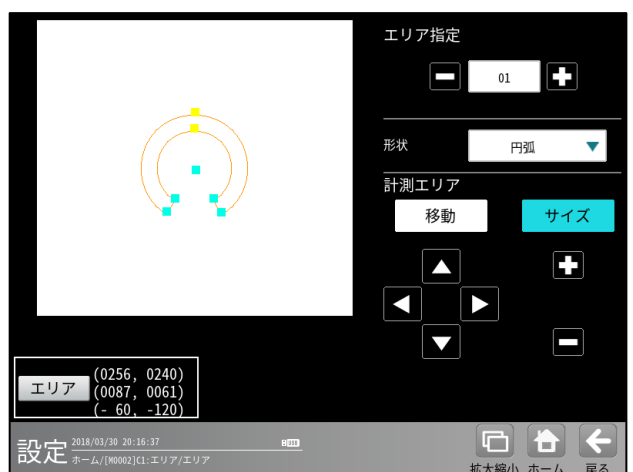 エリア指定
01
形状 円弧
計測エリア
移動 サイズ
エリア
(0256, 0240)
(0087, 0061)
(- 60, -120)
設定
2018/03/30 20:16:37
ホーム/[M0002]C1:エリア/エリア
拡大縮小 ホーム 戻る